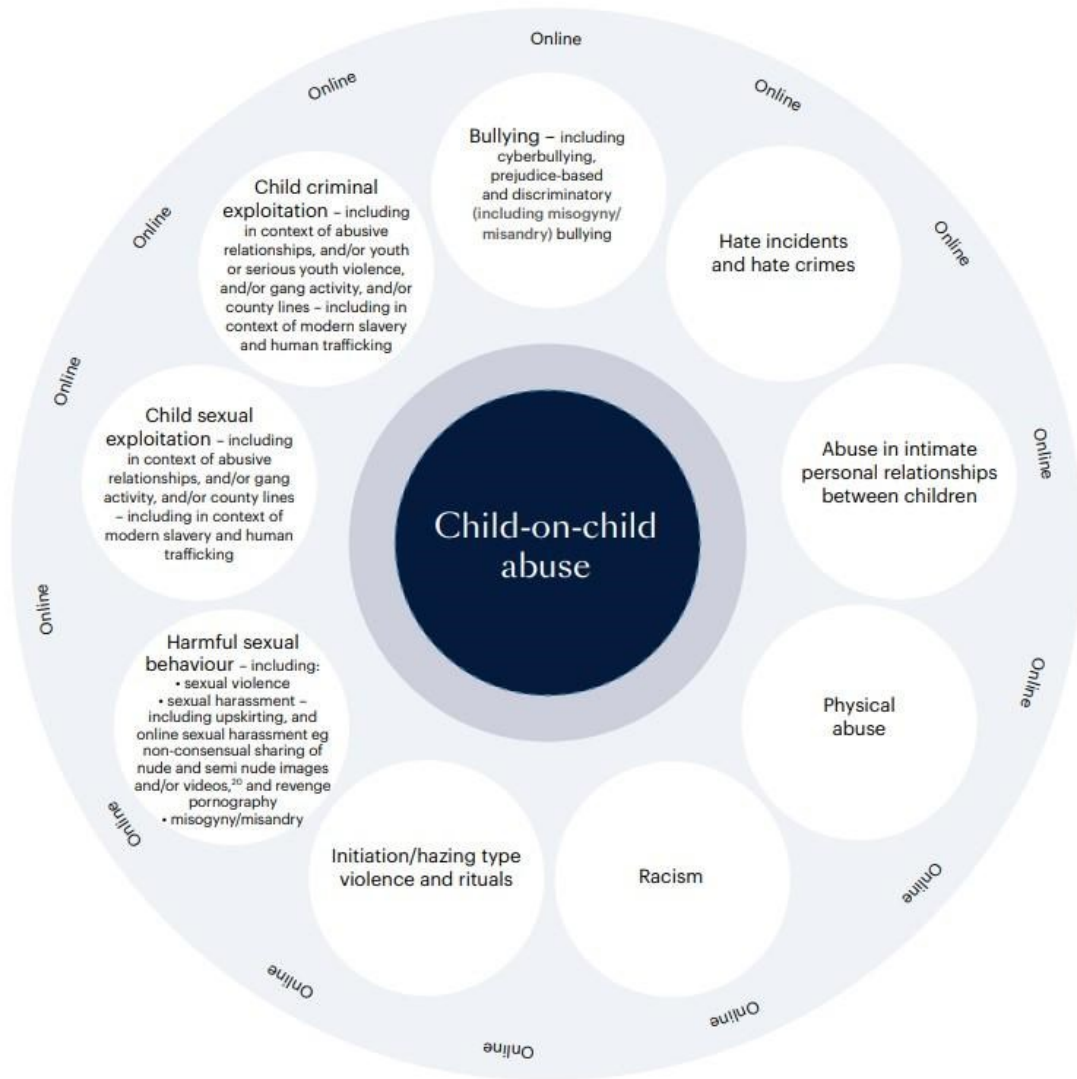 Online
Online
Online
Online
Online
Online
Online
Online
Online
Online
Online
Online
Online
Online
Bullying – including
cyberbullying,
prejudice-based
and discriminatory
(including misogyny/
misandry) bullying
Hate incidents
and hate crimes
Abuse in intimate
personal relationships
between children
Physical
abuse
Racism
Initiation/hazing type
violence and rituals
Harmful sexual
behaviour – including:
• sexual violence
• sexual harassment –
including upskirting, and
online sexual harassment eg
non-consensual sharing of
nude and semi nude images
and/or videos,²⁰ and revenge
pornography
• misogyny/misandry
Child sexual
exploitation – including
in context of abusive
relationships, and/or gang
activity, and/or county lines
– including in context of
modern slavery and human
trafficking
Child criminal
exploitation – including
in context of abusive
relationships, and/or youth
or serious youth violence,
and/or gang activity, and/or
county lines – including in
context of modern slavery
and human trafficking
Child-on-child
abuse